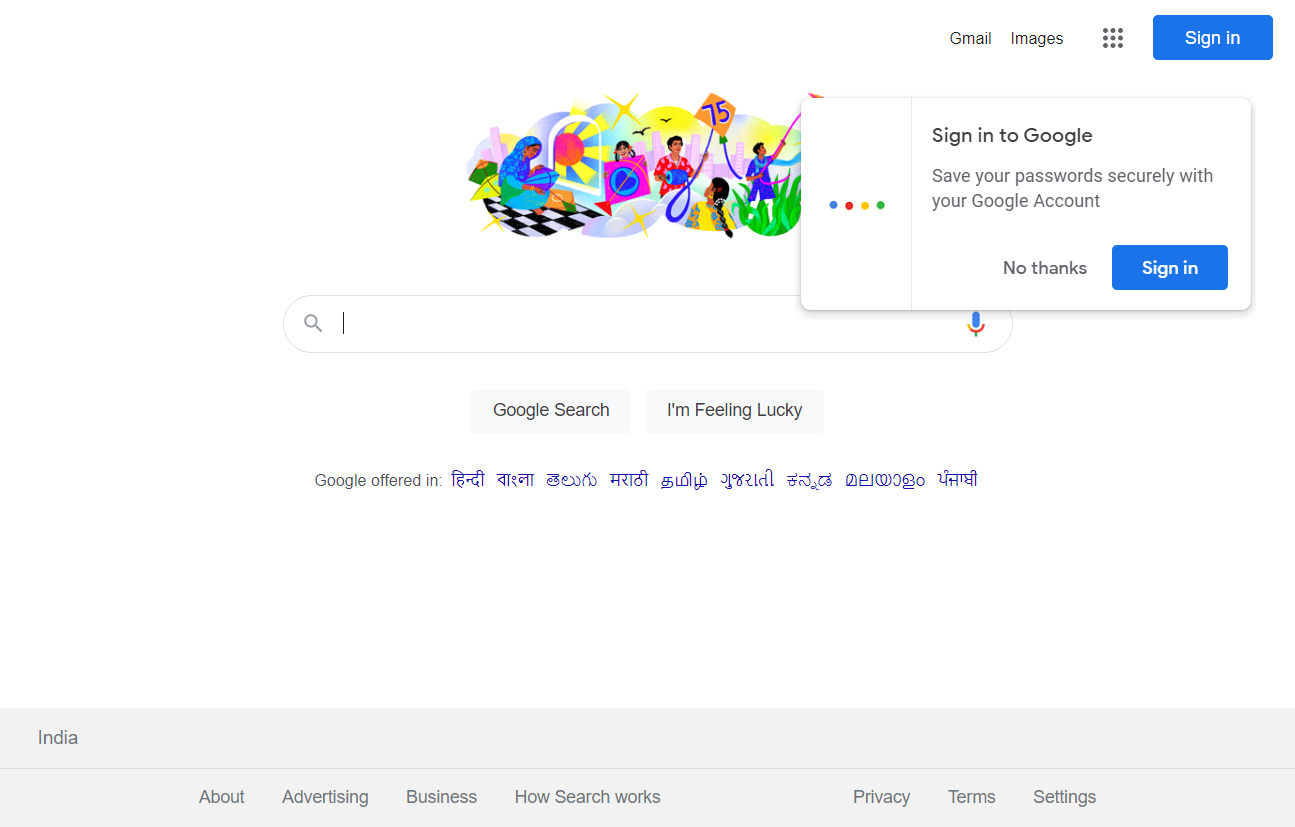 Gmail Images Sign in
75
Sign in to Google
Save your passwords securely with
your Google Account
No thanks Sign in
Google Search I'm Feeling Lucky
Google offered in: हिन्दी বাংলা తెలుగు मराठी தமிழ் ગુજરાતી ಕನ್ನಡ മലയാളം ਪੰਜਾਬੀ
India
About Advertising Business How Search works Privacy Terms Settings